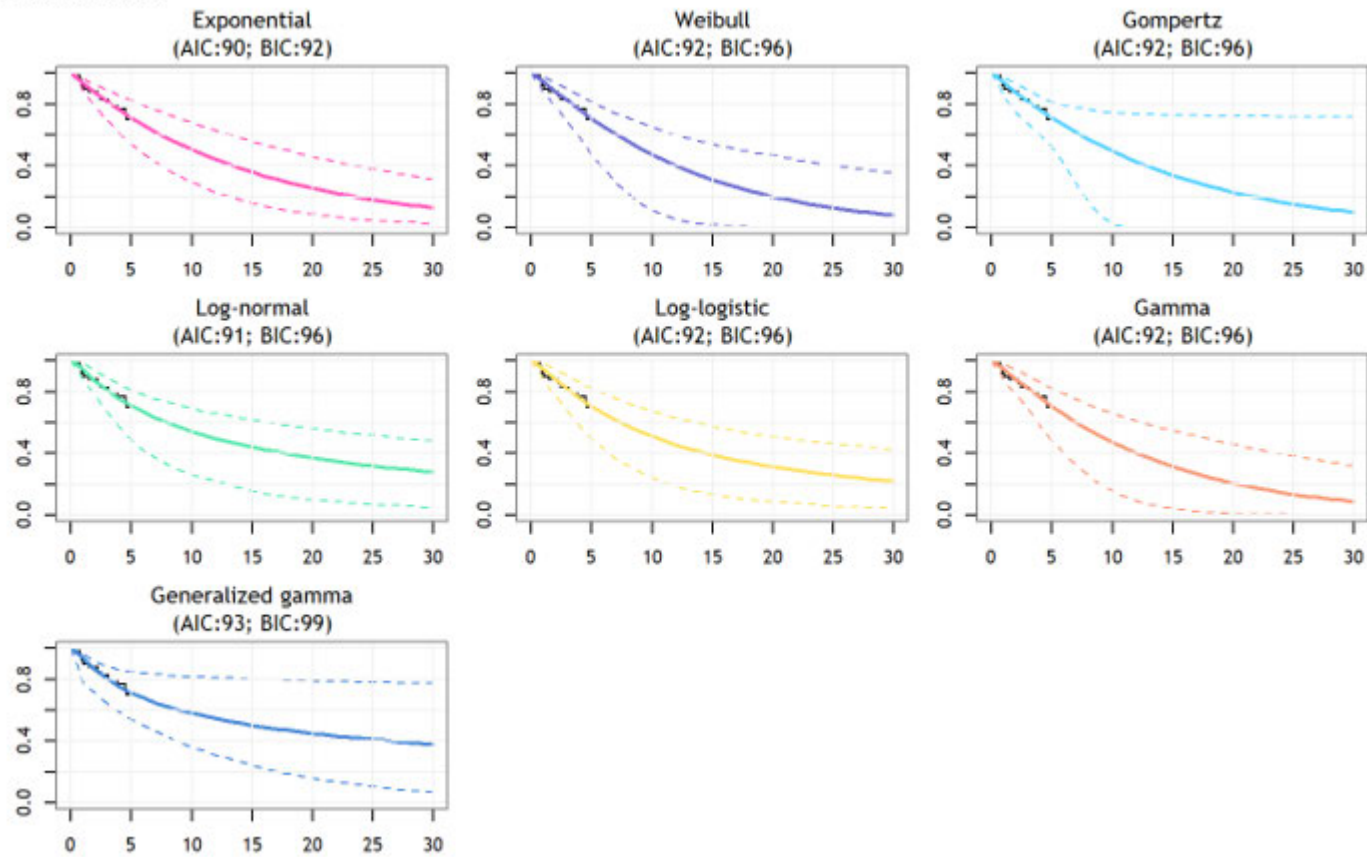 Exponential
(AIC:90; BIC:92)
Weibull
(AIC:92; BIC:96)
Gompertz
(AIC:92; BIC:96)
0.0 0.4 0.8
0 5 10 15 20 25 30
0.0 0.4 0.8
0 5 10 15 20 25 30
0.0 0.4 0.8
0 5 10 15 20 25 30
Log-normal
(AIC:91; BIC:96)
Log-logistic
(AIC:92; BIC:96)
Gamma
(AIC:92; BIC:96)
0.0 0.4 0.8
0 5 10 15 20 25 30
0.0 0.4 0.8
0 5 10 15 20 25 30
0.0 0.4 0.8
0 5 10 15 20 25 30
Generalized gamma
(AIC:93; BIC:99)
0.0 0.4 0.8
0 5 10 15 20 25 30